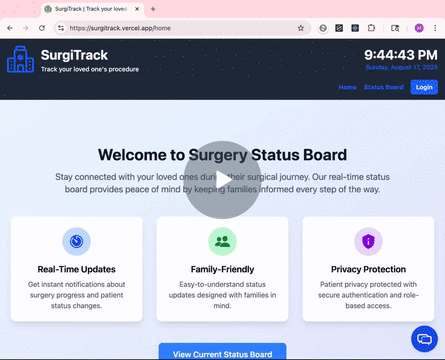 SurgiTrack | Track your loved
https://surgitrack.vercel.app/home
SurgiTrack
Track your loved one's procedure
9:44:43 PM
Sunday, August 17, 2025
Home Status Board Login
Welcome to Surgery Status Board
Stay connected with your loved ones during their surgical journey. Our real-time status
board provides peace of mind by keeping families informed every step of the way.
Real-Time Updates
Get instant notifications about
surgery progress and patient
status changes.
Family-Friendly
Easy-to-understand status
updates designed with families in
mind.
Privacy Protection
Patient privacy protected with
secure authentication and role-
based access.
View Current Status Board